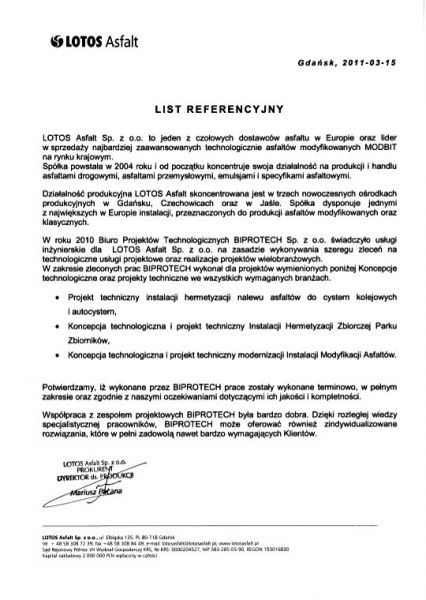 LOTOS Asfalt
Gdańsk, 2011-03-15
LIST REFERENCYJNY
LOTOS Asfalt Sp. z o.o. to jeden z czołowych dostawców asfaltu w Europie oraz lider
w sprzedaży najbardziej zaawansowanych technologicznie asfaltów modyfikowanych MODBIT
na rynku krajowym.
Spółka powstała w 2004 roku i od początku koncentruje swoja działalność na produkcji i handlu
asfaltami drogowymi, asfaltami przemysłowymi, emulsjami i specyfikami asfaltowymi.
Działalność produkcyjna LOTOS Asfalt skoncentrowana jest w trzech nowoczesnych ośrodkach
produkcyjnych w Gdańsku, Czechowicach oraz w Jaśle. Spółka dysponuje jednymi
z największych w Europie instalacji, przeznaczonych do produkcji asfaltów modyfikowanych oraz
klasycznych.
W roku 2010 Biuro Projektów Technologicznych BIPROTECH Sp. z o.o. świadczyło usługi
inżynierskie dla LOTOS Asfalt Sp. z o.o. na zasadzie wykonywania szeregu zleceń na
technologiczne usługi projektowe oraz realizacje projektów wielobranżowych.
W zakresie zleconych prac BIPROTECH wykonał dla projektów wymienionych poniżej Koncepcje
technologiczne oraz projekty techniczne we wszystkich wymaganych branżach.
• Projekt techniczny instalacji hermetyzacji nalewu asfaltów do cystern kolejowych
i autocystern,
• Koncepcja technologiczna i projekt techniczny Instalacji Hermetyzacji Zbiorczej Parku
Zbiorników,
• Koncepcja technologiczna i projekt techniczny modernizacji Instalacji Modyfikacji Asfaltów.
Potwierdzamy, iż wykonane przez BIPROTECH prace zostały wykonane terminowo, w pełnym
zakresie oraz zgodnie z naszymi oczekiwaniami dotyczącymi ich jakości i kompletności.
Współpraca z zespołem projektowych BIPROTECH była bardzo dobra. Dzięki rozległej wiedzy
specjalistycznej pracowników, BIPROTECH może oferować również zindywidualizowane
rozwiązania, które w pełni zadowolą nawet bardzo wymagających Klientów.
LOTOS Asfalt Sp. z o.o.
PROKURENT
DYREKTOR ds. PRODUKCJI
Mariusz Pačana
LOTOS Asfalt Sp. z o.o., ul. Elbląska 135, PL 80-718 Gdańsk
tel + 48 58 308 72 39; fax +48 58 308 84 49; e-mail: lotosasfalt@lotosasfalt.pl, www.lotosasfalt.pl
Sąd Rejonowy Północ VII Wydział Gospodarczy KRS, Nr KRS: 0000204527, NIP 583-285-03-90, REGON 193016830
Kapitał zakładowy 2 000 000 PLN wpłacony w całości